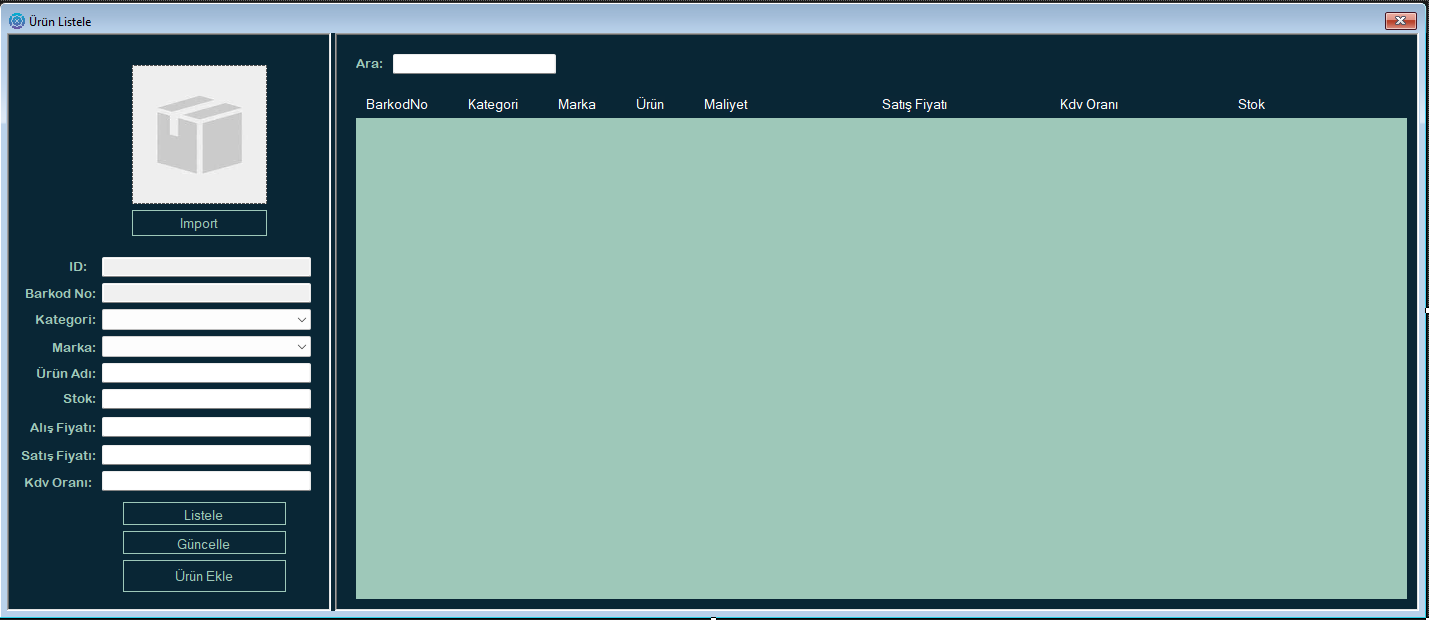 Ürün Listele
Import
ID:
Barkod No:
Kategori:
Marka:
Ürün Adı:
Stok:
Alış Fiyatı:
Satış Fiyatı:
Kdv Oranı:
Listele
Güncelle
Ürün Ekle
Ara:
BarkodNo Kategori Marka Ürün Maliyet Satış Fiyatı Kdv Oranı Stok